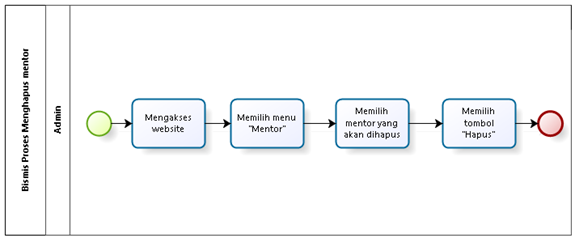 Bismis Proses Menghapus mentor
Admin
Mengakses
website
Memilih menu
"Mentor"
Memilih
mentor yang
akan dihapus
Memilih
tombol
"Hapus"